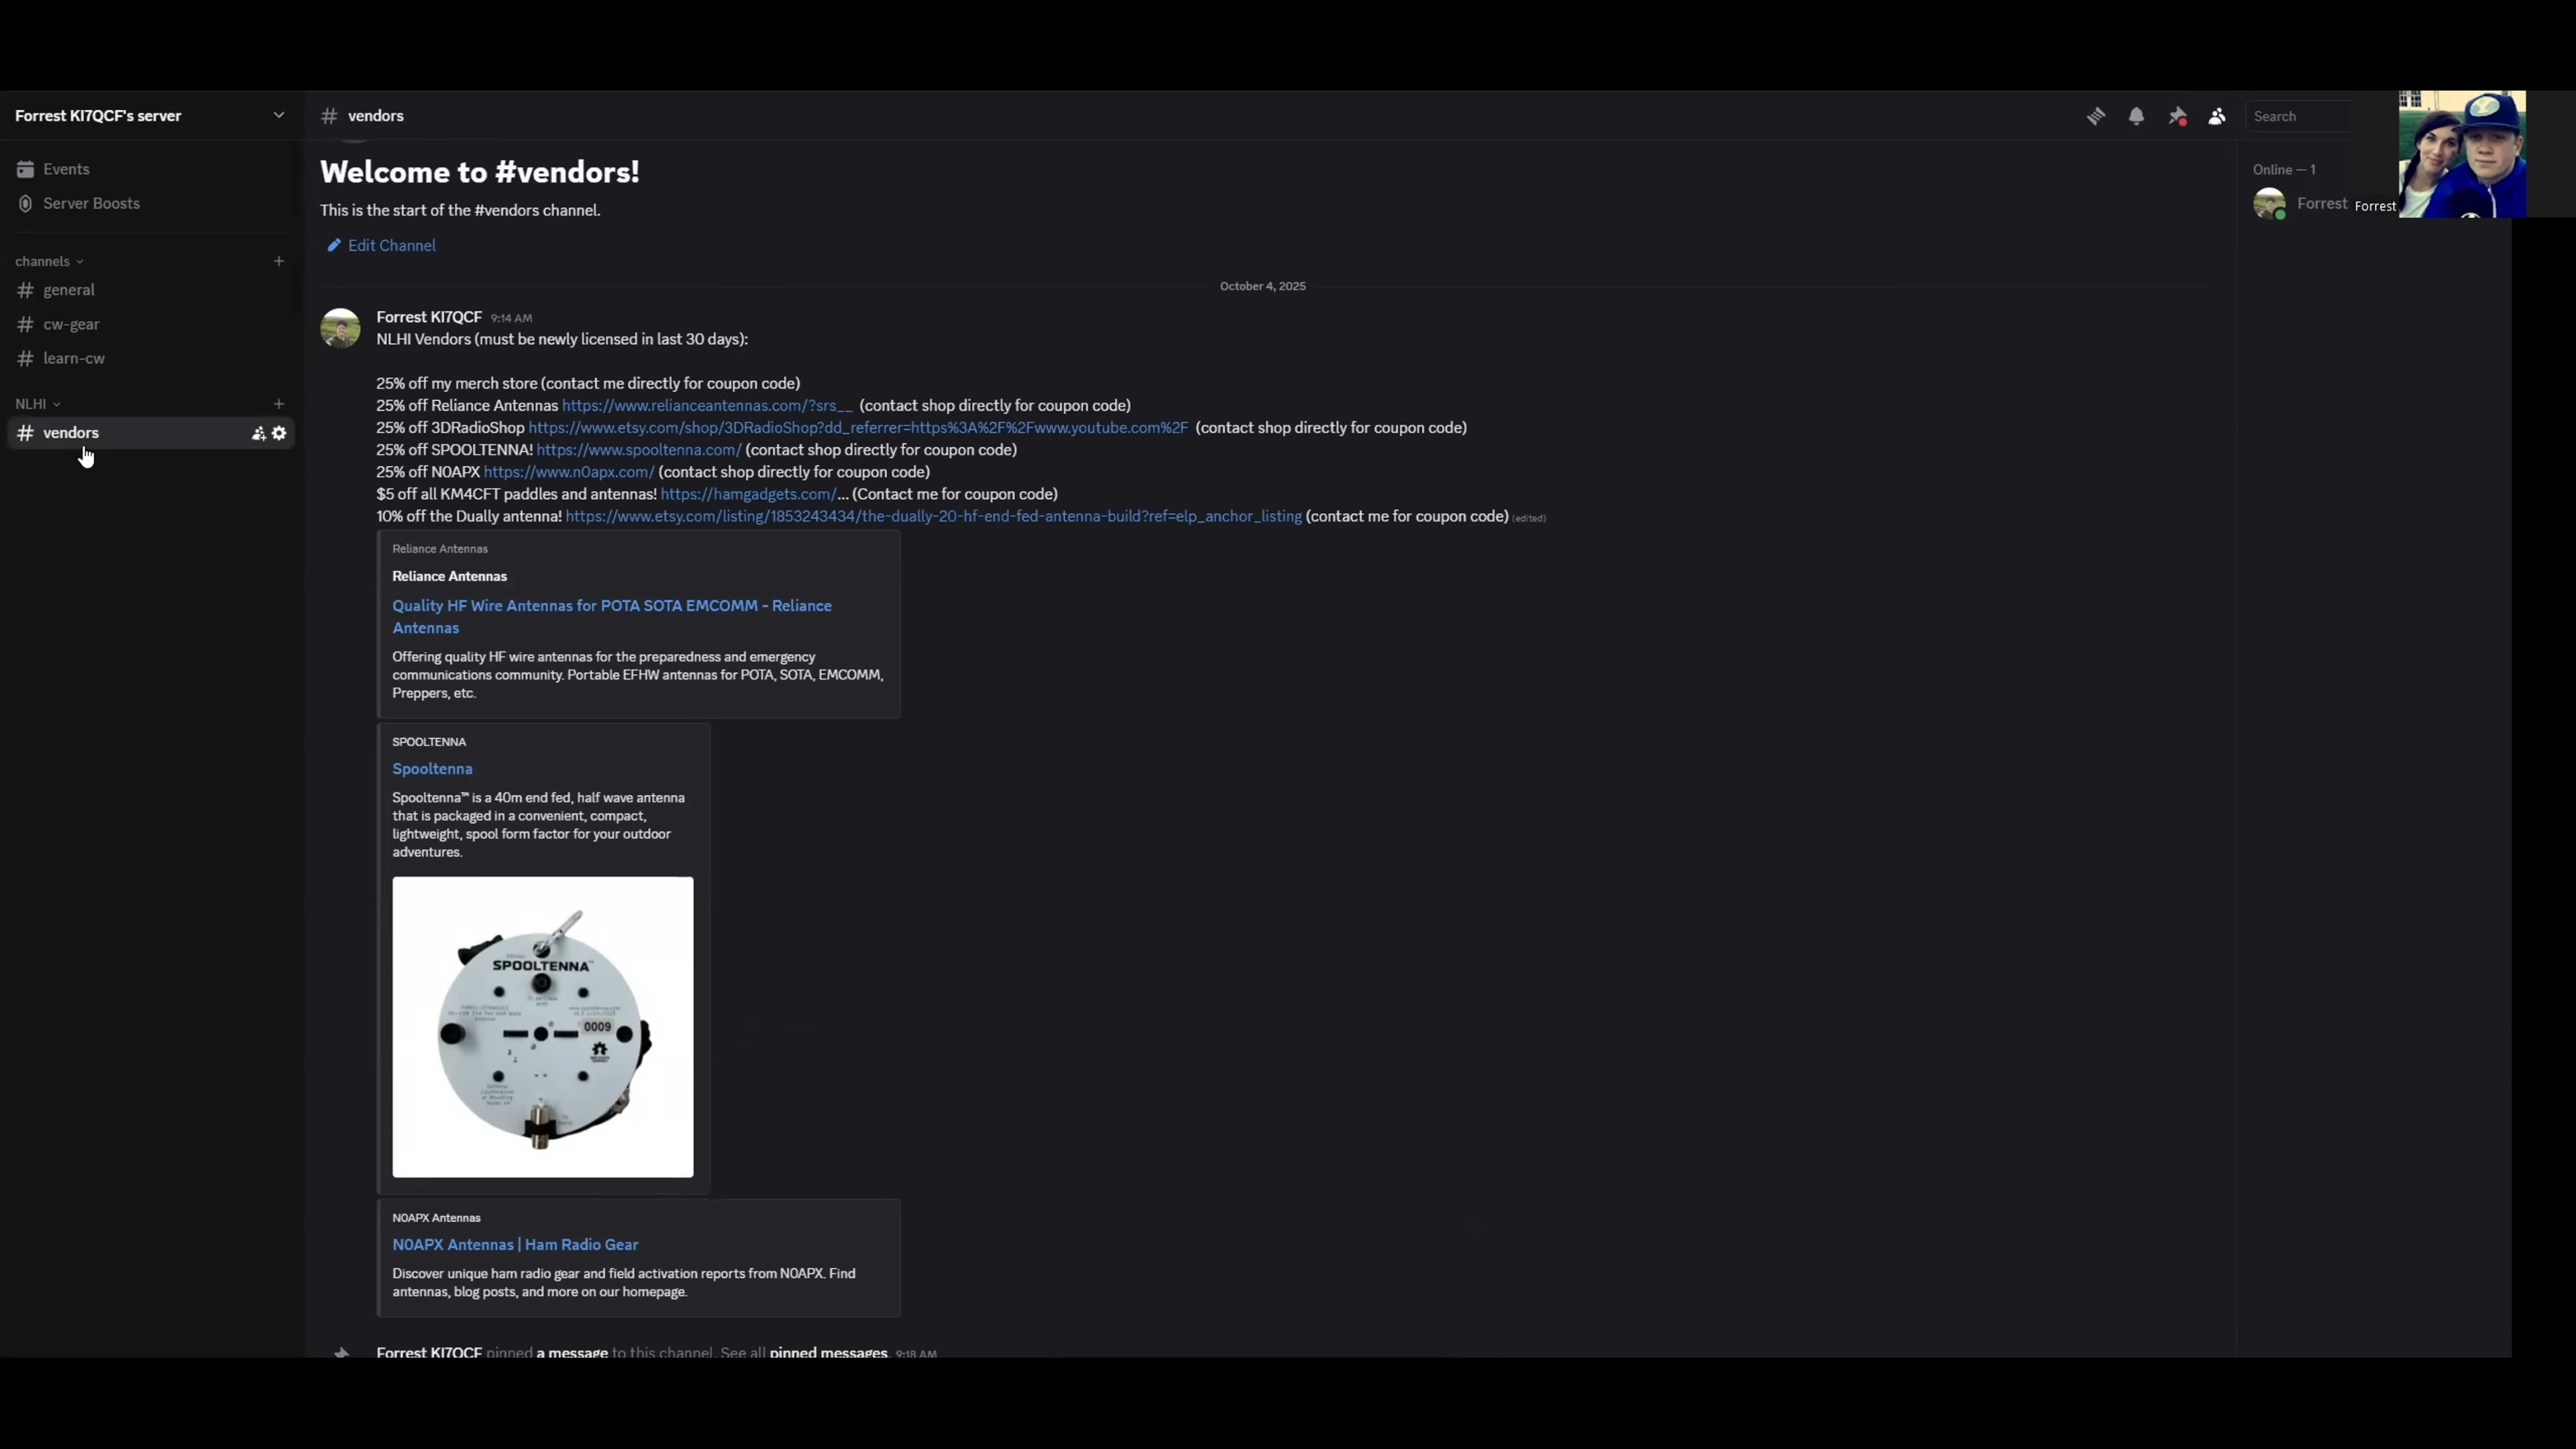 Forrest KI7QCF's server
Events
Server Boosts
channels
general
cw-gear
learn-cw
NLHI
vendors
# vendors
Search
Online — 1
Forrest
Forrest
Welcome to #vendors!
This is the start of the #vendors channel.
Edit Channel
October 4, 2025
Forrest KI7QCF 9:14 AM
NLHI Vendors (must be newly licensed in last 30 days):
25% off my merch store (contact me directly for coupon code)
25% off Reliance Antennas https://www.relianceantennas.com/?srs__ (contact shop directly for coupon code)
25% off 3DRadioShop https://www.etsy.com/shop/3DRadioShop?dd_referrer=https%3A%2F%2Fwww.youtube.com%2F (contact shop directly for coupon code)
25% off SPOOLTENNA! https://www.spooltenna.com/ (contact shop directly for coupon code)
25% off N0APX https://www.n0apx.com/ (contact shop directly for coupon code)
$5 off all KM4CFT paddles and antennas! https://hamgadgets.com/... (Contact me for coupon code)
10% off the Dually antenna! https://www.etsy.com/listing/1853243434/the-dually-20-hf-end-fed-antenna-build?ref=elp_anchor_listing (contact me for coupon code) (edited)
Reliance Antennas
Reliance Antennas
Quality HF Wire Antennas for POTA SOTA EMCOMM - Reliance
Antennas
Offering quality HF wire antennas for the preparedness and emergency
communications community. Portable EFHW antennas for POTA, SOTA, EMCOMM,
Preppers, etc.
SPOOLTENNA
Spooltenna
Spooltenna™ is a 40m end fed, half wave antenna
that is packaged in a convenient, compact,
lightweight, spool form factor for your outdoor
adventures.
SPOOLTENNA™
0009
N0APX Antennas
N0APX Antennas | Ham Radio Gear
Discover unique ham radio gear and field activation reports from N0APX. Find
antennas, blog posts, and more on our homepage.
Forrest KI7QCF pinned a message to this channel. See all pinned messages. 9:18 AM